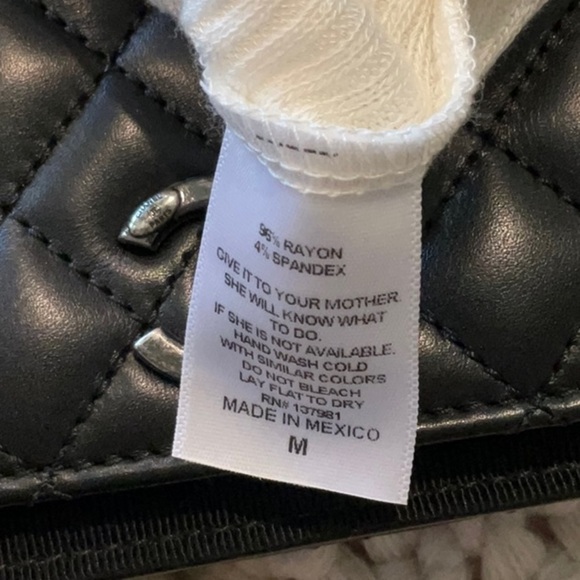 96% RAYON
4% SPANDEX
GIVE IT TO YOUR MOTHER.
SHE WILL KNOW WHAT
TO DO.
IF SHE IS NOT AVAILABLE.
HAND WASH COLD
WITH SIMILAR COLORS
DO NOT BLEACH
LAY FLAT TO DRY
RN# 137981
MADE IN MEXICO
M